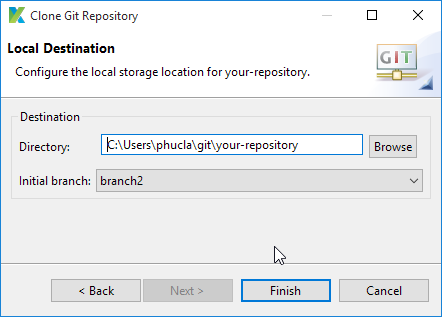 Clone Git Repository
Local Destination
Configure the local storage location for your-repository.
GIT
Destination
Directory: C:\Users\phucla\git\your-repository Browse
Initial branch: branch2
< Back Next > Finish Cancel